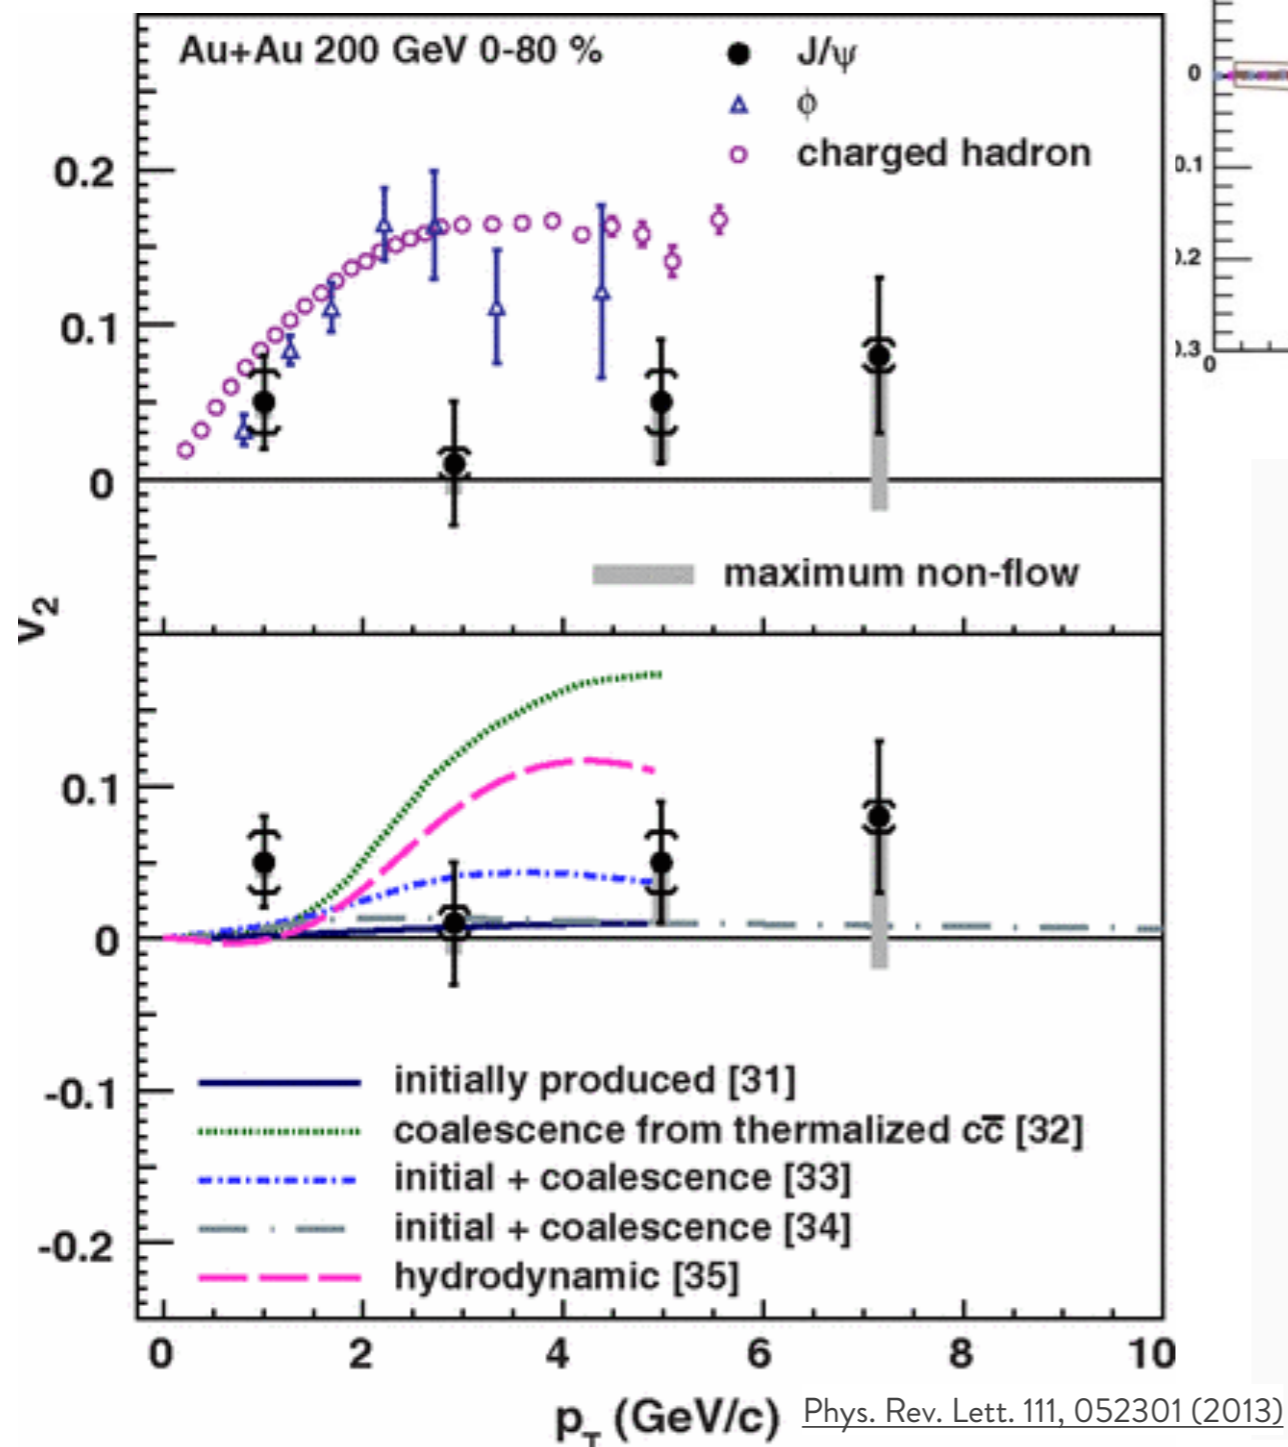 Au+Au 200 GeV 0-80 %
J/ψ
ϕ
charged hadron
0.2
0.1
0
maximum non-flow
v2
0.1
0
-0.1
-0.2
initially produced [31]
coalescence from thermalized cc̅ [32]
initial + coalescence [33]
initial + coalescence [34]
hydrodynamic [35]
0 2 4 6 8 10
pT (GeV/c)
Phys. Rev. Lett. 111, 052301 (2013)
0
0.1
0.2
0.3
0